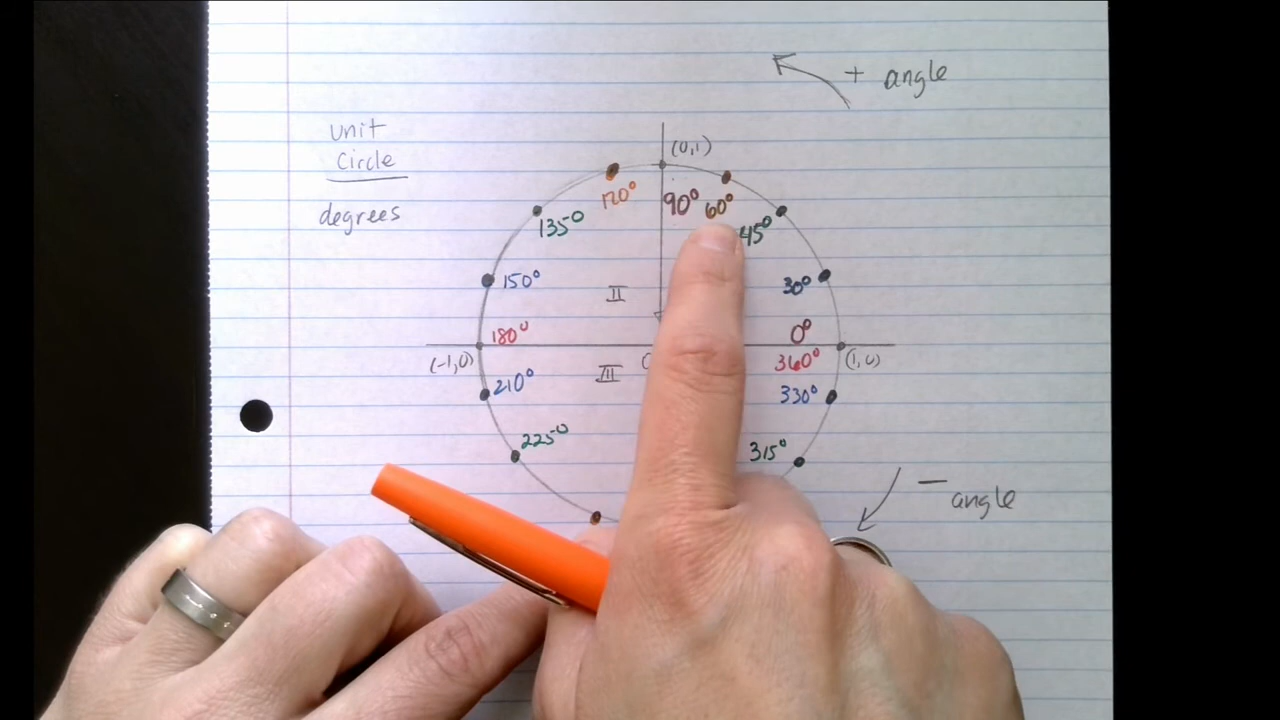 + angle
unit
Circle
degrees
(0,1)
120°
90°
60°
135°
45°
150°
II
30°
180°
0°
(-1,0)
III
360°
(1,0)
210°
330°
225°
315°
− angle